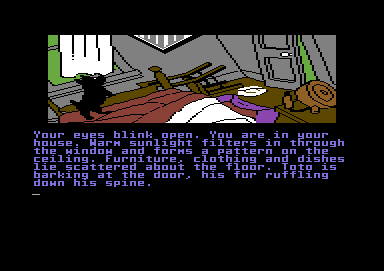 Your eyes blink open. You are in your
house. Warm sunlight filters in through
the window and forms a pattern on the
ceiling. Furniture, clothing and dishes
lie scattered about the floor. Toto is
barking at the door, his fur ruffling
down his spine.